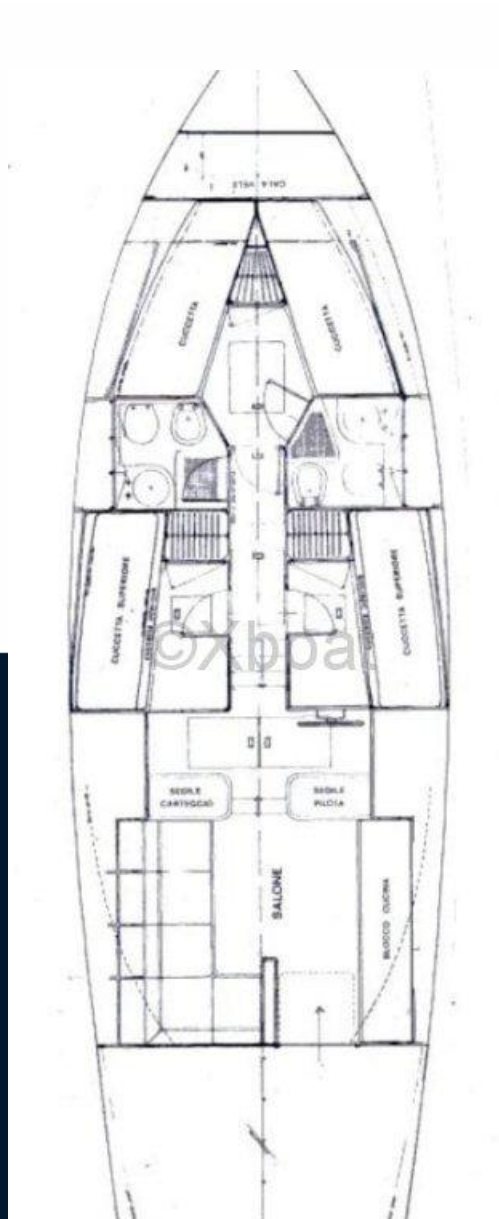 CALA VELE
CUCCETTA
CUCCETTA
CUCCETTA SUPERIORE
CUCCETTA SUPERIORE
©Xboat
SEDILE
CARTEGGIO
SEDILE
PILOTA
SALONE
BLOCCO CUCINA